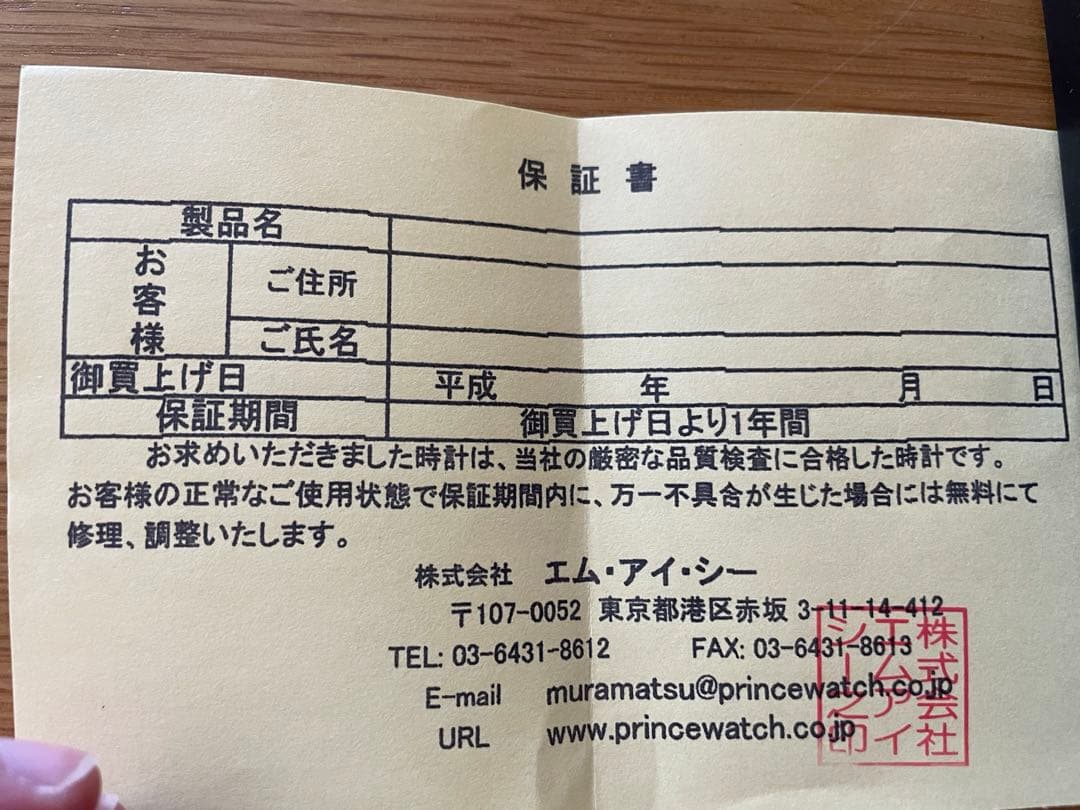 保証書
製品名
お客様
ご住所
ご氏名
御買上げ日 平成 年 月 日
保証期間 御買上げ日より1年間
お求めいただきました時計は、当社の厳密な品質検査に合格した時計です。
お客様の正常なご使用状態で保証期間内に、万一不具合が生じた場合には無料にて
修理、調整いたします。
株式会社 エム・アイ・シー
〒107-0052 東京都港区赤坂 3-11-14-412
TEL: 03-6431-8612 FAX: 03-6431-8613
E-mail muramatsu@princewatch.co.jp
URL www.princewatch.co.jp
株式会社
エムアイ
シー之印